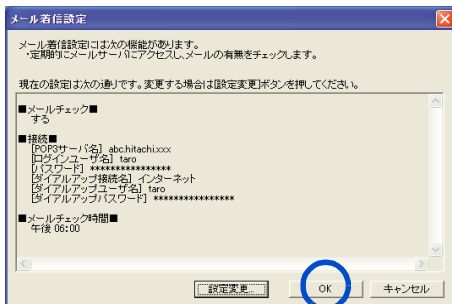 メール着信設定
メール着信設定には次の機能があります。
・定期的にメールサーバにアクセスし、メールの有無をチェックします。
現在の設定は次の通りです。変更する場合は[設定変更]ボタンを押してください。
■メールチェック■
する
■接続■
[POP3サーバ名] abc.hitachi.xxx
[ログインユーザ名] taro
[パスワード] ****************
[ダイアルアップ接続名] インターネット
[ダイアルアップユーザ名] taro
[ダイアルアップパスワード] ****************
■メールチェック時間■
午後 06:00
設定変更... OK キャンセル